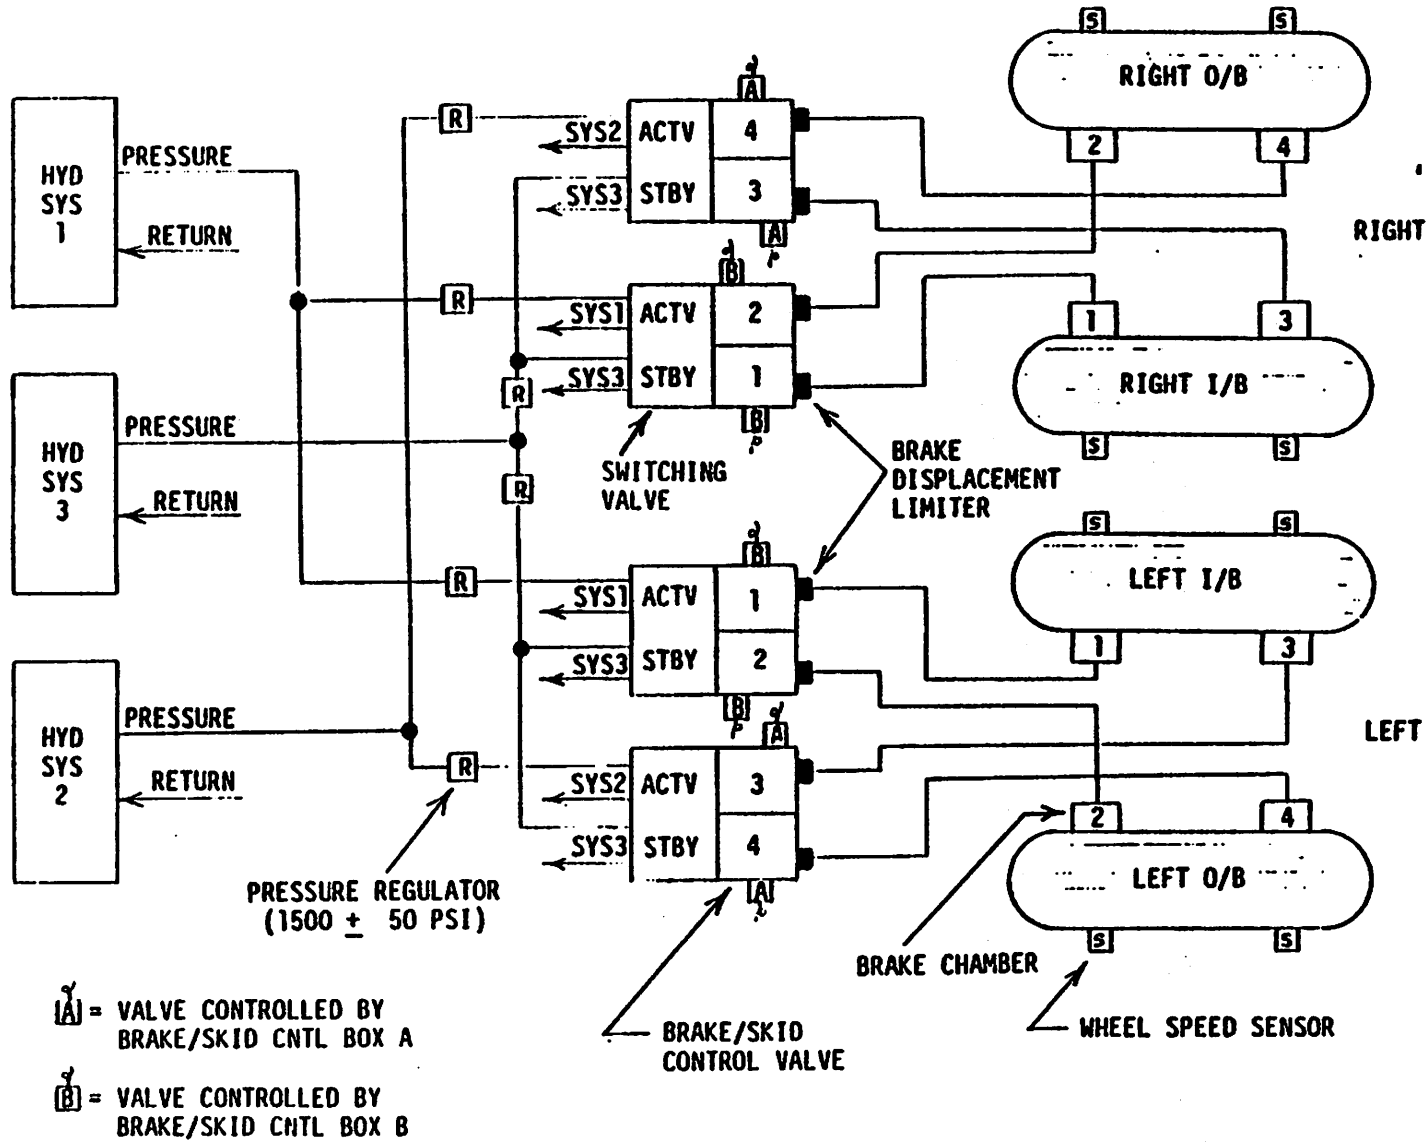 S
S
RIGHT O/B
2
4
HYD
SYS
1
PRESSURE
RETURN
R
A
SYS2
ACTV
4
SYS3
STBY
3
A
RIGHT
B
R
SYS1
ACTV
2
SYS3
STBY
1
B
1
3
RIGHT I/B
S
S
R
HYD
SYS
3
PRESSURE
RETURN
R
SWITCHING
VALVE
BRAKE
DISPLACEMENT
LIMITER
S
S
LEFT I/B
1
3
B
R
SYS1
ACTV
1
SYS3
STBY
2
B
LEFT
HYD
SYS
2
PRESSURE
RETURN
R
A
SYS2
ACTV
3
SYS3
STBY
4
A
2
4
LEFT O/B
S
S
PRESSURE REGULATOR
(1500 ± 50 PSI)
BRAKE CHAMBER
WHEEL SPEED SENSOR
BRAKE/SKID
CONTROL VALVE
A = VALVE CONTROLLED BY
BRAKE/SKID CNTL BOX A
B = VALVE CONTROLLED BY
BRAKE/SKID CNTL BOX B